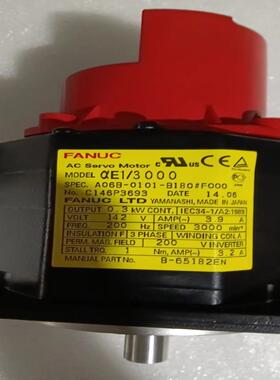 FANUC
AC Servo Motor
MODEL αE1/3000
SPEC. A06B-0101-B180#F000
No. C146P3693 DATE 14.06
FANUC LTD YAMANASHI, MADE IN JAPAN
OUTPUT 0.3 kW CONT. IEC34-1/A2:1989
VOLT 142 V AMP(~) 3.9 A
FREQ. 200 Hz SPEED 3000 min⁻¹
INSULATION F 3 PHASE WINDING CON. 人
PERM. MAG. FIELD 200 V INVERTER
STALL TRQ. 1 Nm, AMP(~) 3.2 A
MANUAL PART No. B-65182EN